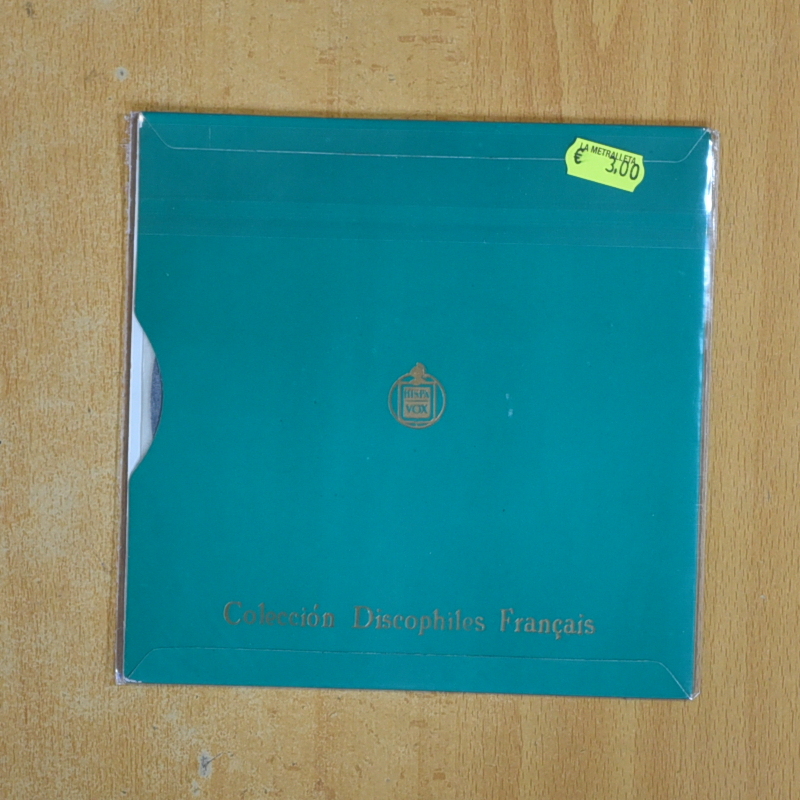 LA METRALLETA
€ 3,00
HISPA
VOX
Colección Discophiles Français